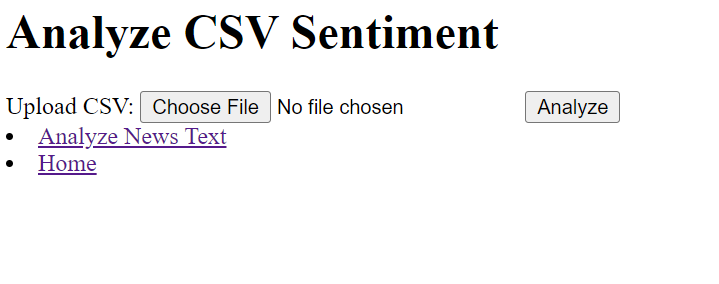 Analyze CSV Sentiment
Upload CSV: Choose File No file chosen Analyze
Analyze News Text
Home